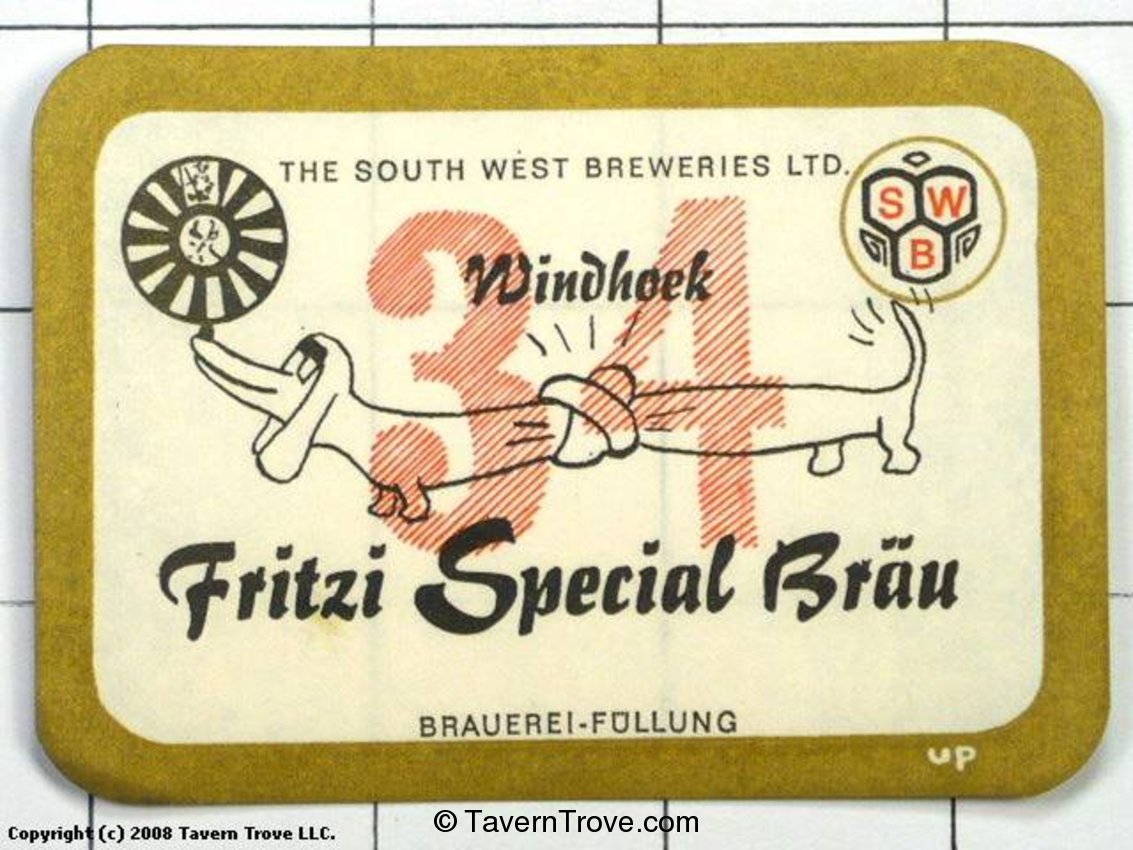 THE SOUTH WEST BREWERIES LTD.
S W
B
34
Windhoek
Fritzi Special Bräu
BRAUEREI-FÜLLUNG
up
Copyright (c) 2008 Tavern Trove LLC.
© TavernTrove.com